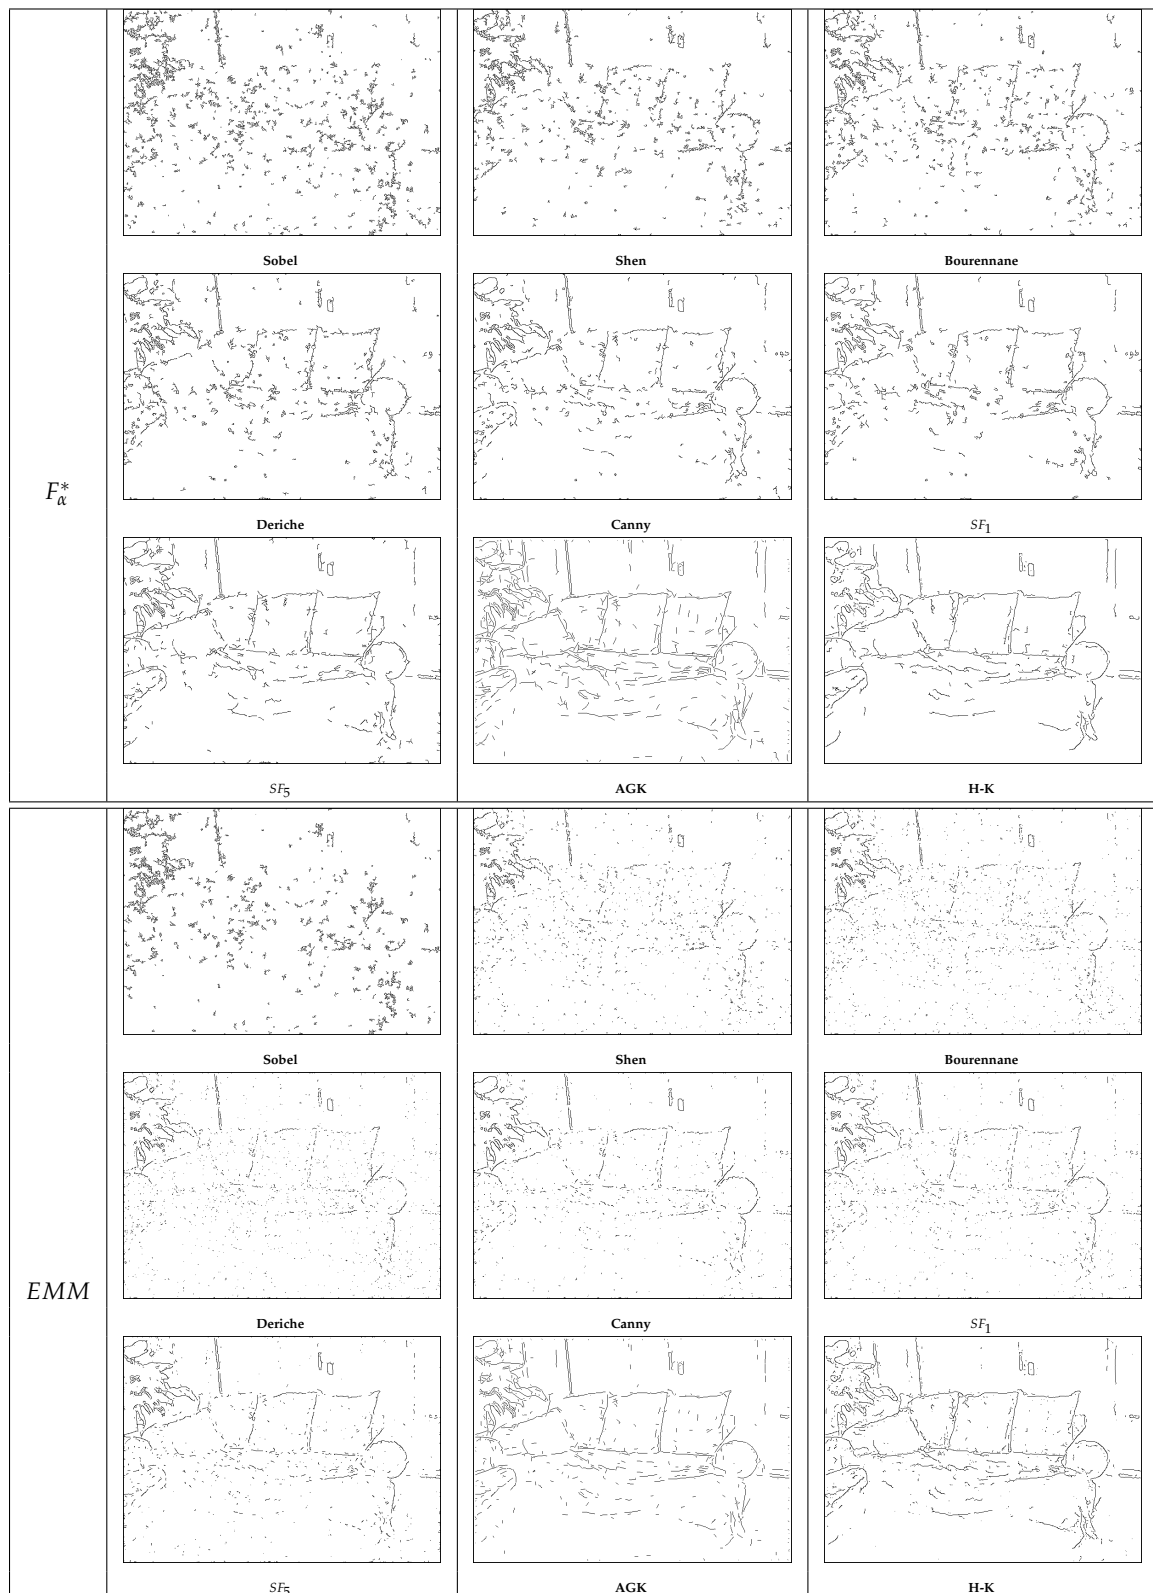 Sobel Shen Bourennane
Deriche Canny SF1
F*α
SF5 AGK H-K
Sobel Shen Bourennane
Deriche Canny SF1
EMM
SF5 AGK H-K